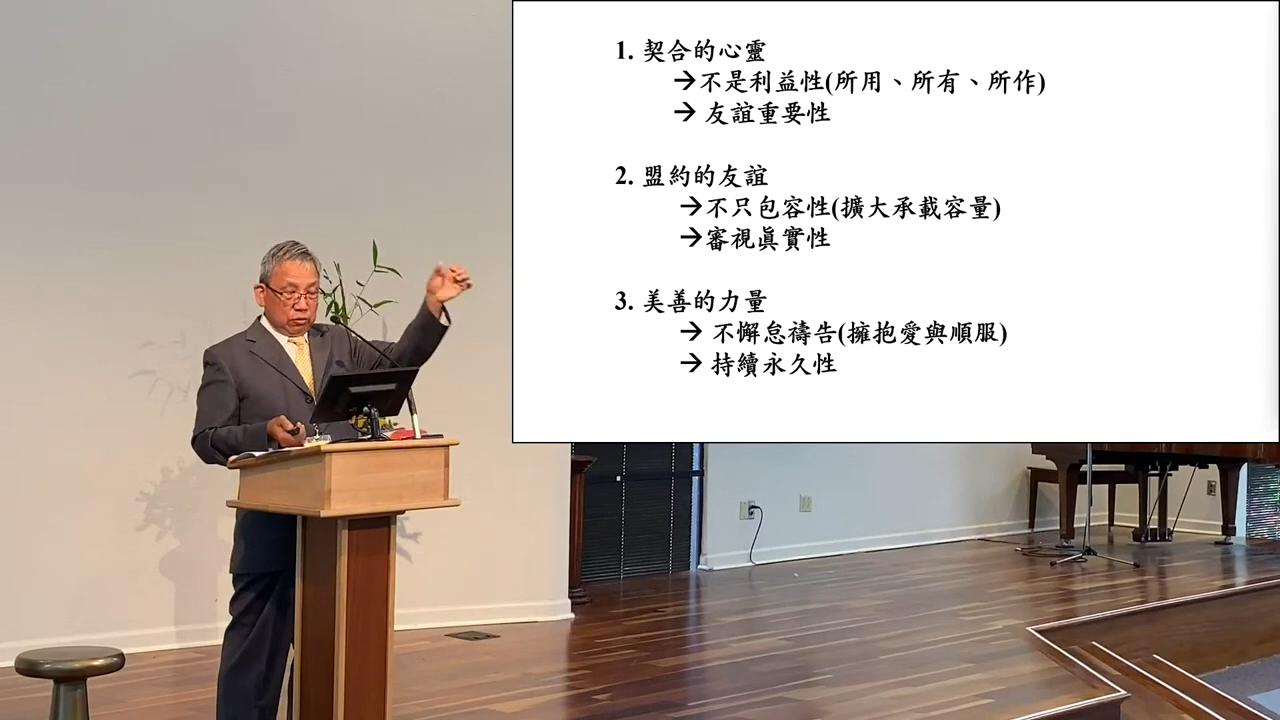 1. 契合的心靈
→不是利益性(所用、所有、所作)
→ 友誼重要性
2. 盟約的友誼
→不只包容性(擴大承載容量)
→審視真實性
3. 美善的力量
→ 不懈怠禱告(擁抱愛與順服)
→ 持續永久性